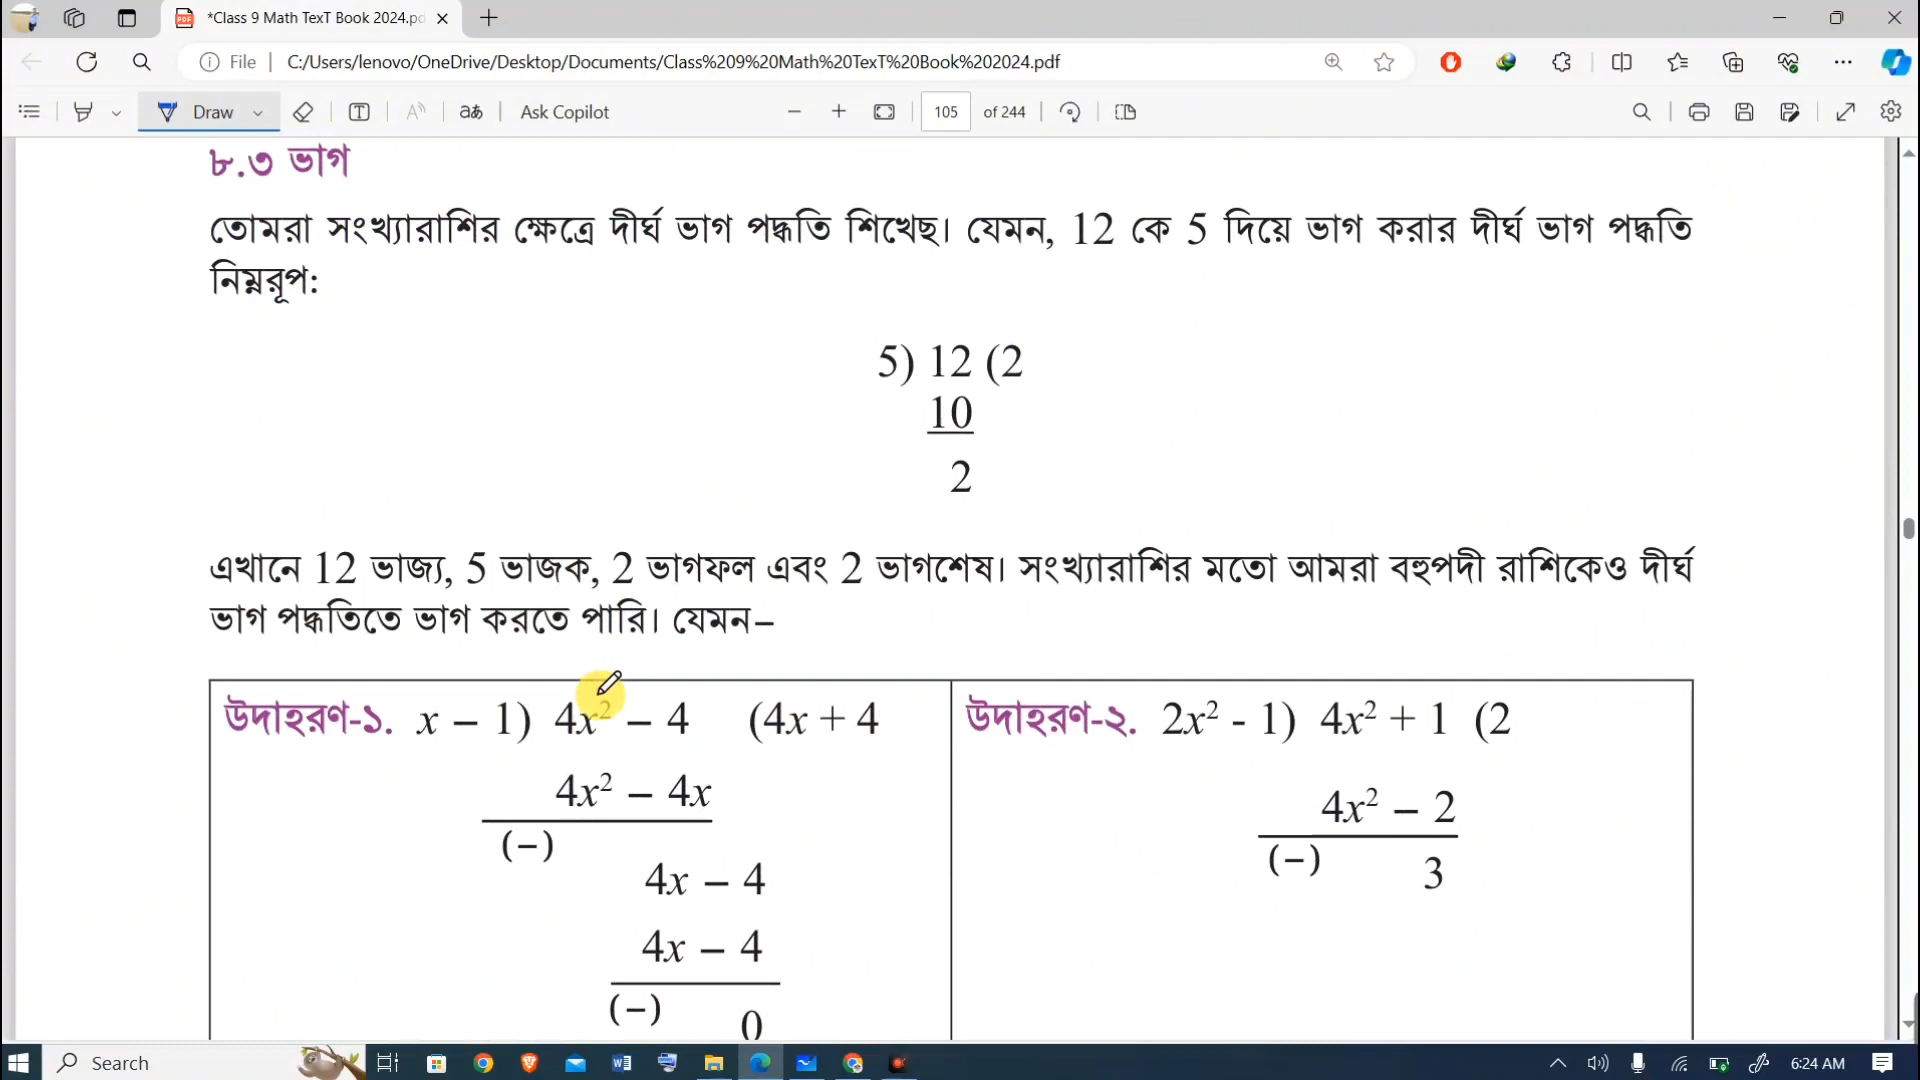 *Class 9 Math TexT Book 2024.pd
File
C:/Users/lenovo/OneDrive/Desktop/Documents/Class%209%20Math%20TexT%20Book%202024.pdf
Draw
Ask Copilot
105 of 244
৮.৩ ভাগ
তোমরা সংখ্যারাশির ক্ষেত্রে দীর্ঘ ভাগ পদ্ধতি শিখেছ। যেমন, 12 কে 5 দিয়ে ভাগ করার দীর্ঘ ভাগ পদ্ধতি
নিম্নরূপ:
5) 12 (2
10
2
এখানে 12 ভাজ্য, 5 ভাজক, 2 ভাগফল এবং 2 ভাগশেষ। সংখ্যারাশির মতো আমরা বহুপদী রাশিকেও দীর্ঘ
ভাগ পদ্ধতিতে ভাগ করতে পারি। যেমন–
উদাহরণ-১. x – 1) 4x² – 4 (4x + 4
4x² – 4x
(–)
4x – 4
4x – 4
(–) 0
উদাহরণ-২. 2x² - 1) 4x² + 1 (2
4x² – 2
(–) 3
Search
6:24 AM